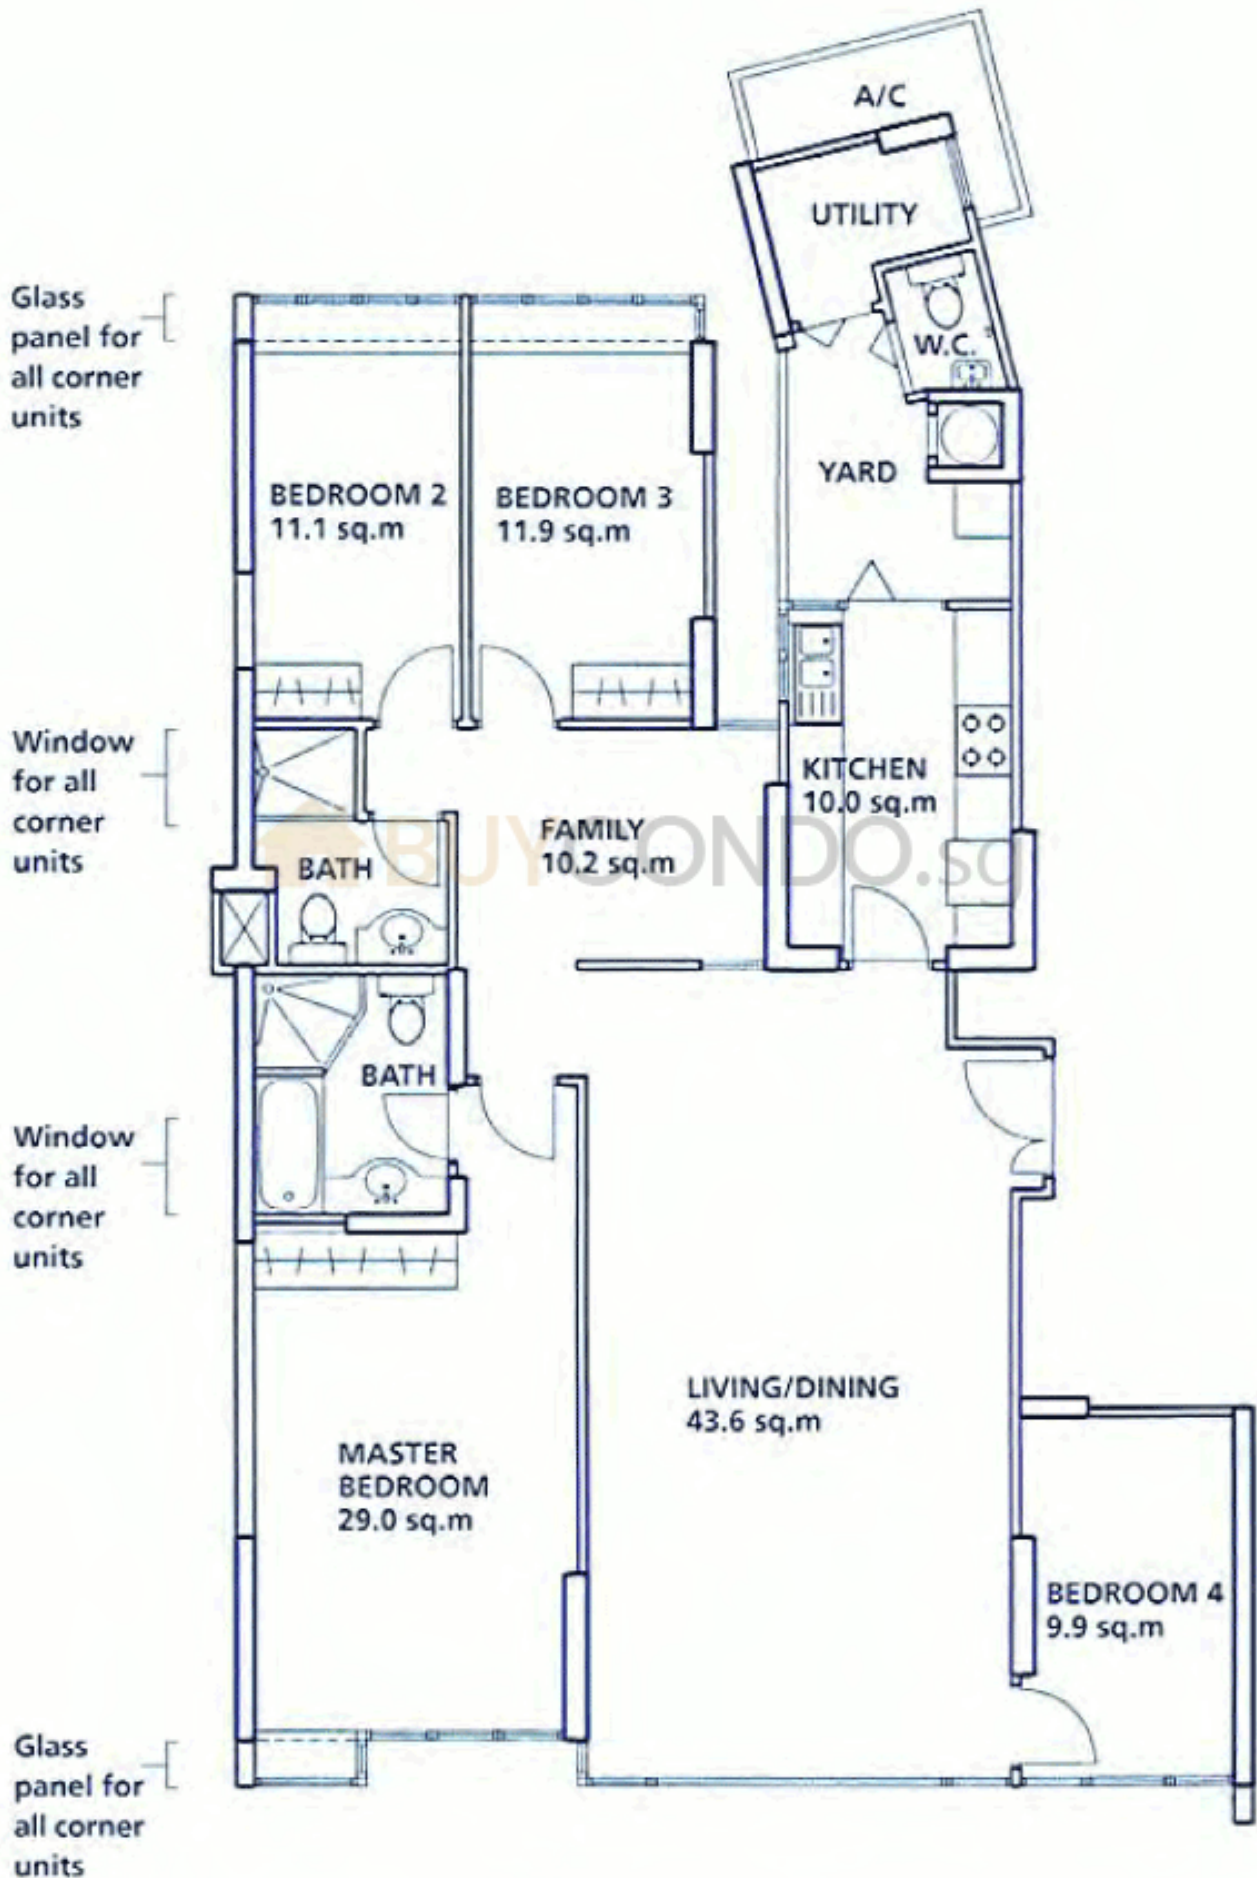 A/C
UTILITY
W.C.
Glass
panel for
all corner
units
YARD
BEDROOM 2
11.1 sq.m
BEDROOM 3
11.9 sq.m
Window
for all
corner
units
KITCHEN
10.0 sq.m
FAMILY
10.2 sq.m
BUYCONDO.sg
BATH
BATH
Window
for all
corner
units
LIVING/DINING
43.6 sq.m
MASTER
BEDROOM
29.0 sq.m
BEDROOM 4
9.9 sq.m
Glass
panel for
all corner
units